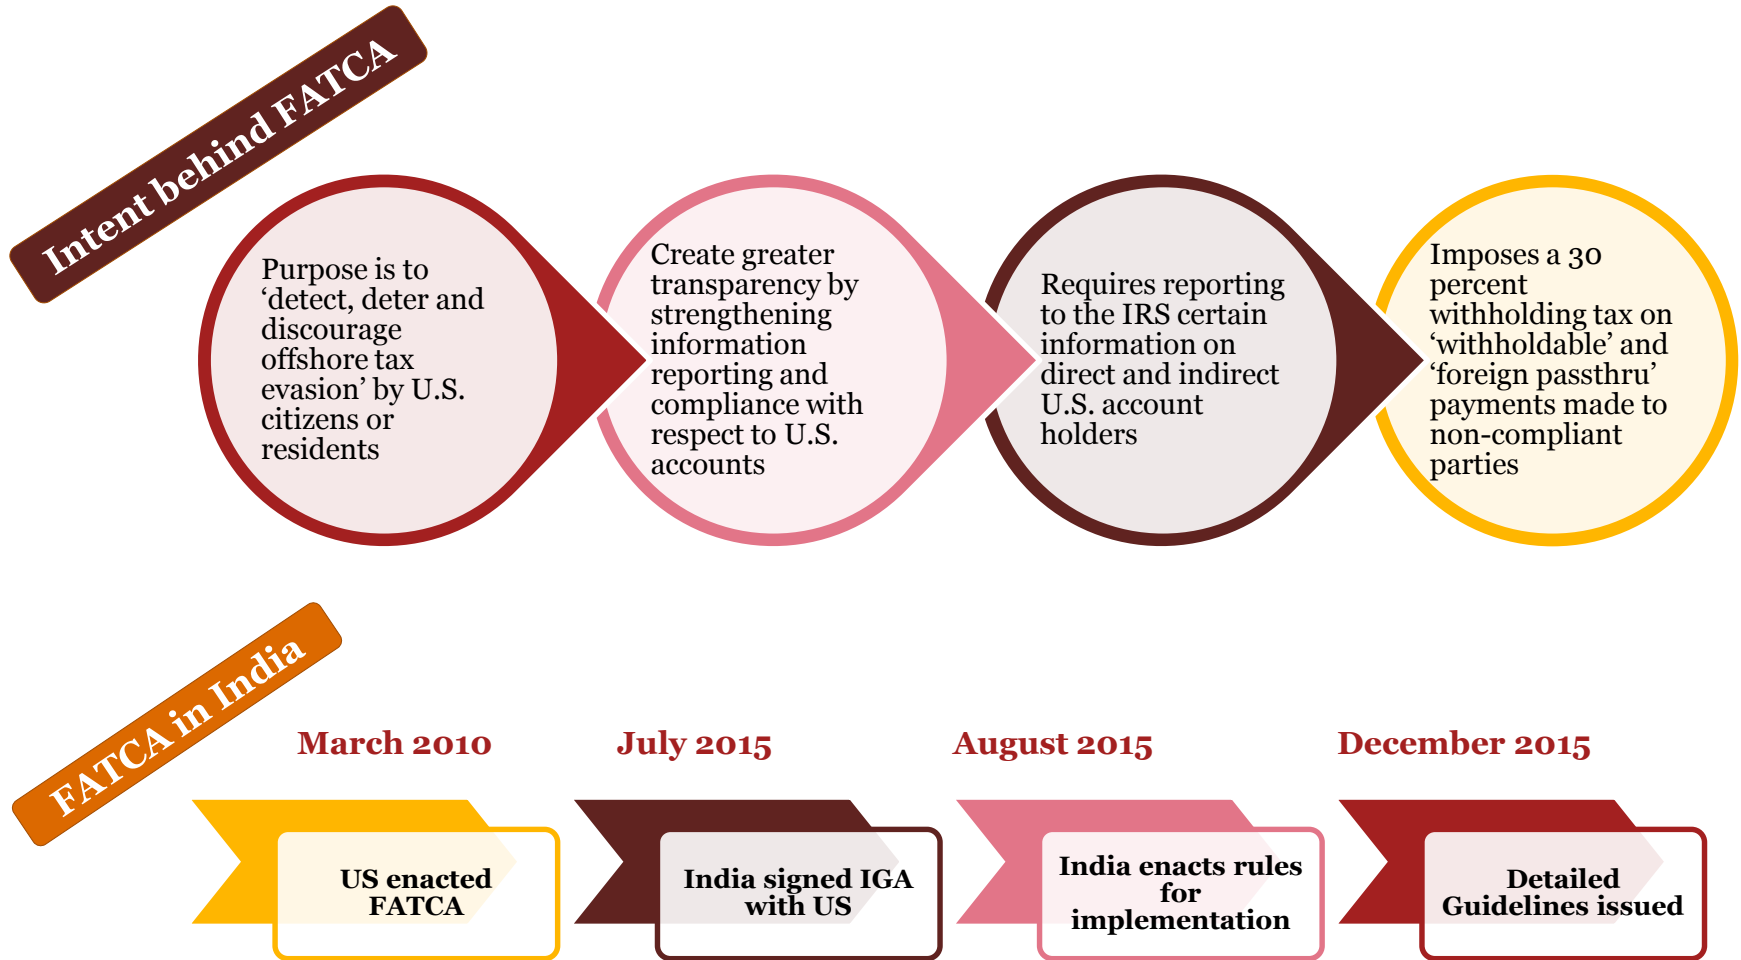 Intent behind FATCA
Purpose is to
‘detect, deter and
discourage
offshore tax
evasion’ by U.S.
citizens or
residents
Create greater
transparency by
strengthening
information
reporting and
compliance with
respect to U.S.
accounts
Requires reporting
to the IRS certain
information on
direct and indirect
U.S. account
holders
Imposes a 30
percent
withholding tax on
‘withholdable’ and
‘foreign passthru’
payments made to
non-compliant
parties
FATCA in India
March 2010
US enacted
FATCA
July 2015
India signed IGA
with US
August 2015
India enacts rules
for
implementation
December 2015
Detailed
Guidelines issued